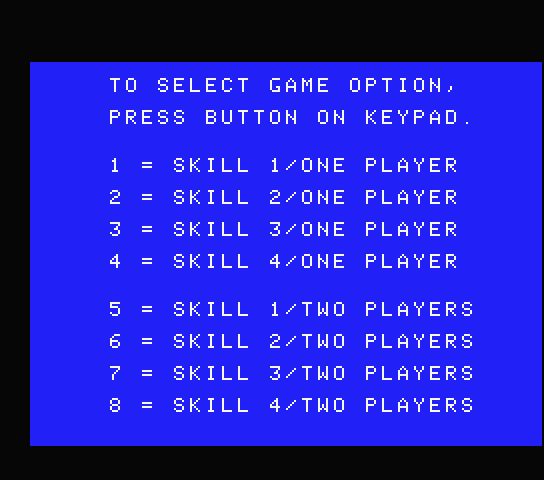 TO SELECT GAME OPTION,
PRESS BUTTON ON KEYPAD.
1 = SKILL 1/ONE PLAYER
2 = SKILL 2/ONE PLAYER
3 = SKILL 3/ONE PLAYER
4 = SKILL 4/ONE PLAYER
5 = SKILL 1/TWO PLAYERS
6 = SKILL 2/TWO PLAYERS
7 = SKILL 3/TWO PLAYERS
8 = SKILL 4/TWO PLAYERS